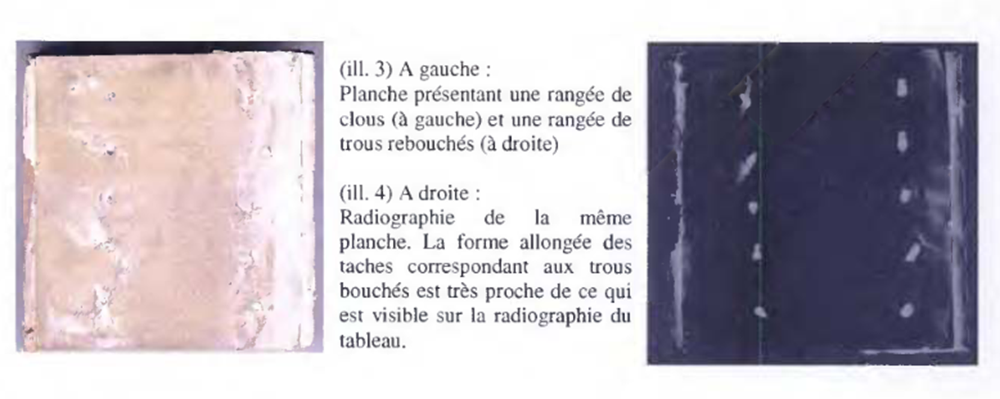 (ill. 3) A gauche :
Planche présentant une rangée de
clous (à gauche) et une rangée de
trous rebouchés (à droite)
(ill. 4) A droite :
Radiographie de la même
planche. La forme allongée des
taches correspondant aux trous
bouchés est très proche de ce qui
est visible sur la radiographie du
tableau.